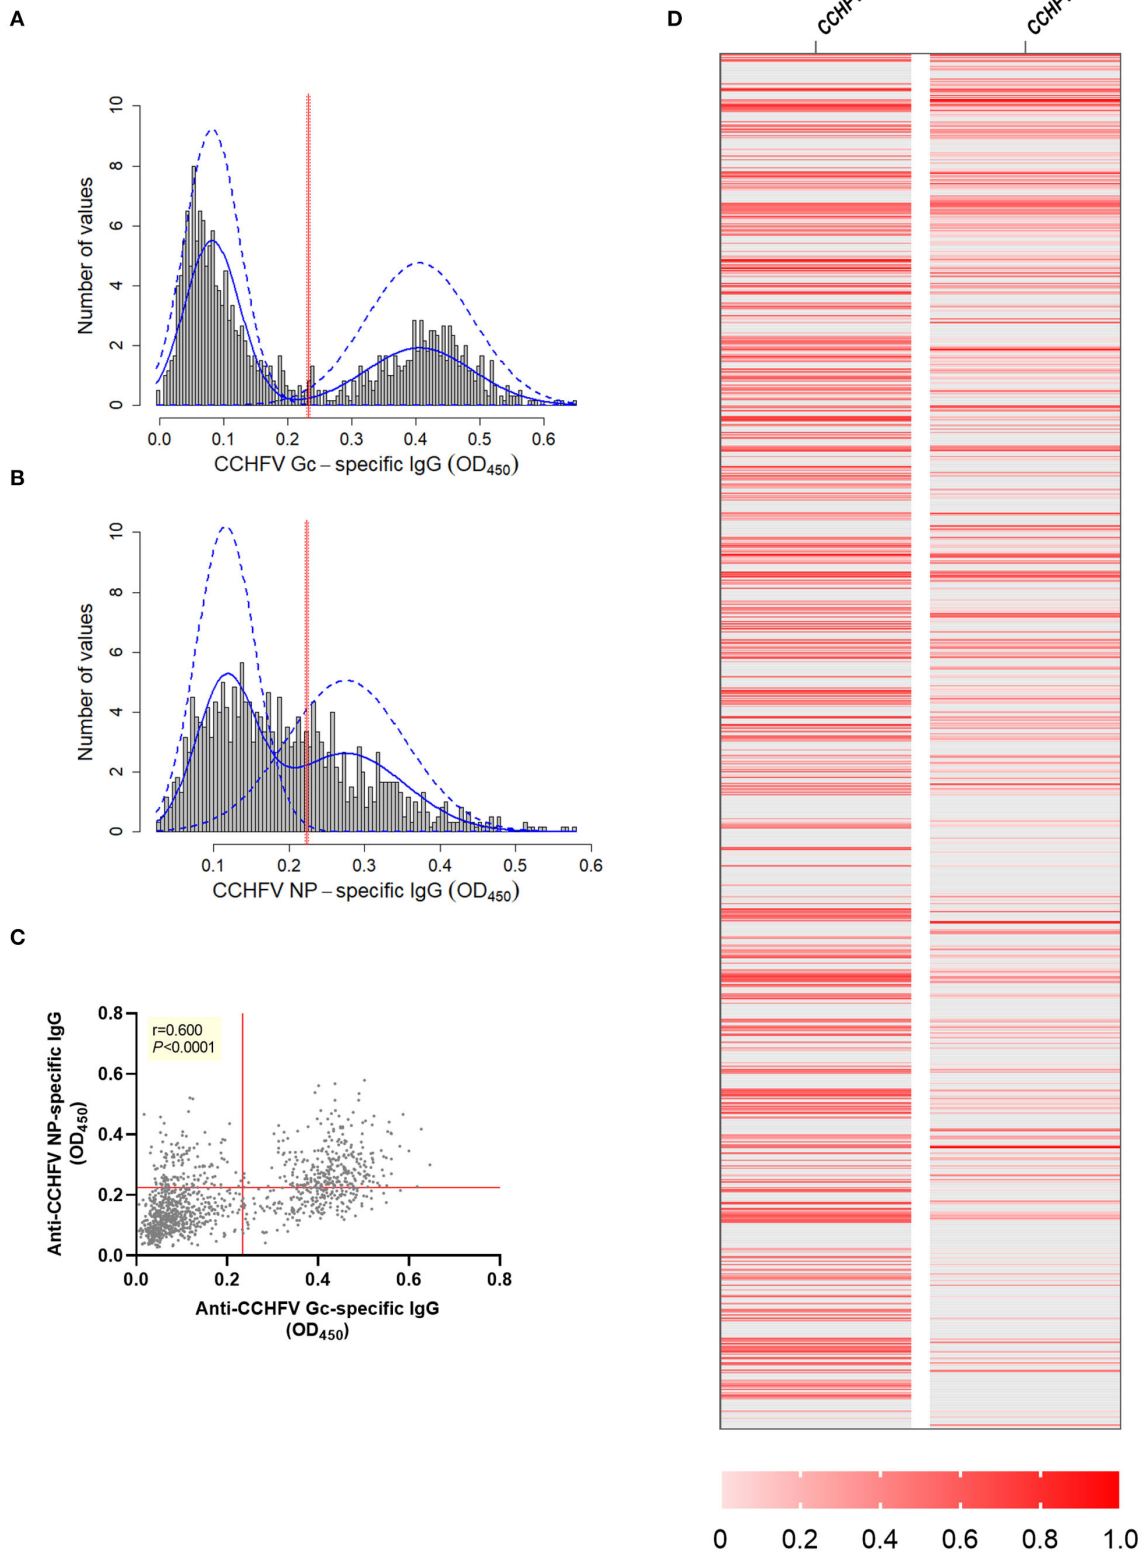 A
10
8
6
4
2
0
Number of values
0.0 0.1 0.2 0.3 0.4 0.5 0.6
CCHFV Gc – specific IgG (OD450)
B
10
8
6
4
2
0
Number of values
0.1 0.2 0.3 0.4 0.5 0.6
CCHFV NP – specific IgG (OD450)
C
r=0.600
P<0.0001
0.8
0.6
0.4
0.2
0.0
Anti-CCHFV NP-specific IgG
(OD450)
0.0 0.2 0.4 0.6 0.8
Anti-CCHFV Gc-specific IgG
(OD450)
D
0 0.2 0.4 0.6 0.8 1.0